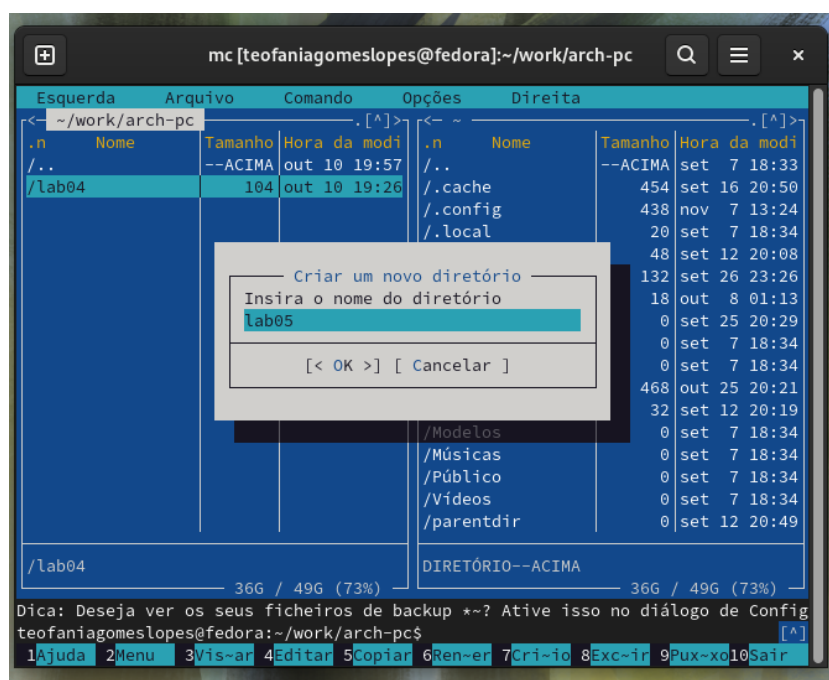 mc [teofaniagomeslopes@fedora]:~/work/arch-pc
Esquerda Arquivo Comando Opções Direita
<— ~/work/arch-pc .[^]> <— ~ .[^]>
.n Nome Tamanho Hora da modi .n Nome Tamanho Hora da modi
/.. --ACIMA out 10 19:57 /.. --ACIMA set 7 18:33
/lab04 104 out 10 19:26 /.cache 454 set 16 20:50
/.config 438 nov 7 13:24
/.local 20 set 7 18:34
48 set 12 20:08
Criar um novo diretório 132 set 26 23:26
Insira o nome do diretório 18 out 8 01:13
lab05 0 set 25 20:29
0 set 7 18:34
[< OK >] [ Cancelar ] 0 set 7 18:34
468 out 25 20:21
32 set 12 20:19
/Modelos 0 set 7 18:34
/Músicas 0 set 7 18:34
/Público 0 set 7 18:34
/Vídeos 0 set 7 18:34
/parentdir 0 set 12 20:49
/lab04 DIRETÓRIO--ACIMA
36G / 49G (73%) 36G / 49G (73%)
Dica: Deseja ver os seus ficheiros de backup *~? Ative isso no diálogo de Config
teofaniagomeslopes@fedora:~/work/arch-pc$ [^]
1Ajuda 2Menu 3Vis~ar 4Editar 5Copiar 6Ren~er 7Cri~io 8Exc~ir 9Pux~xo10Sair